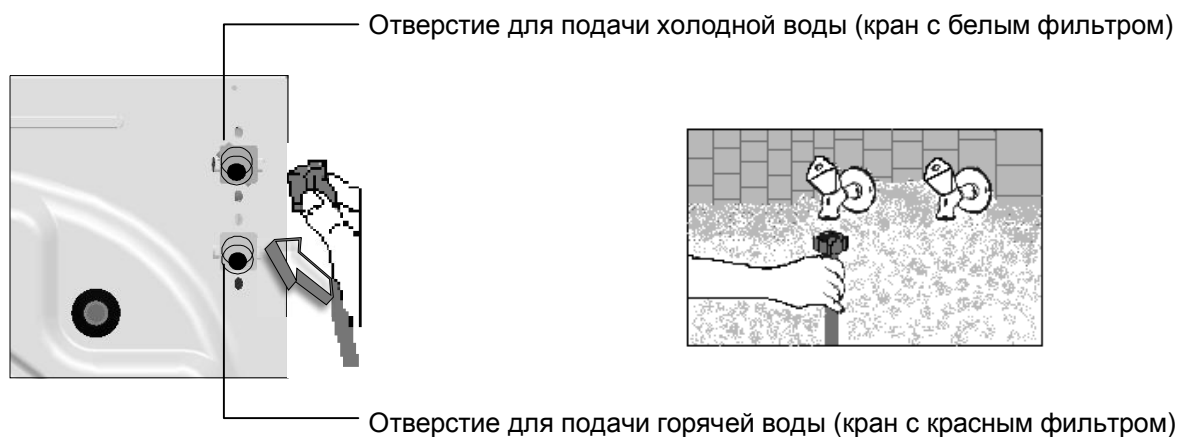 Отверстие для подачи холодной воды (кран с белым фильтром)
Отверстие для подачи горячей воды (кран с красным фильтром)